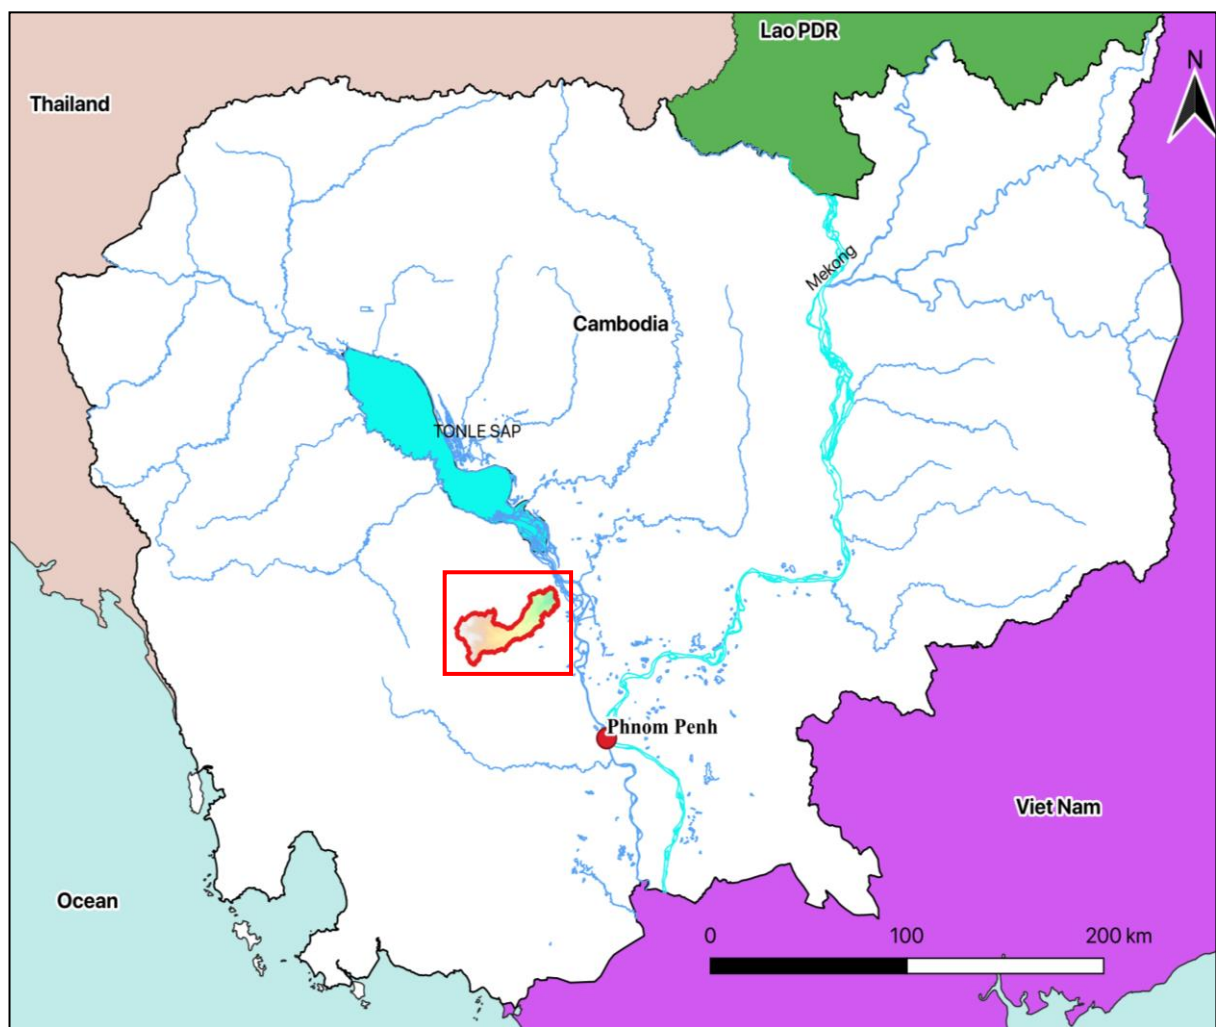 Lao PDR
N
Thailand
Mekong
Cambodia
TONLE SAP
Phnom Penh
Viet Nam
Ocean
0 100 200 km